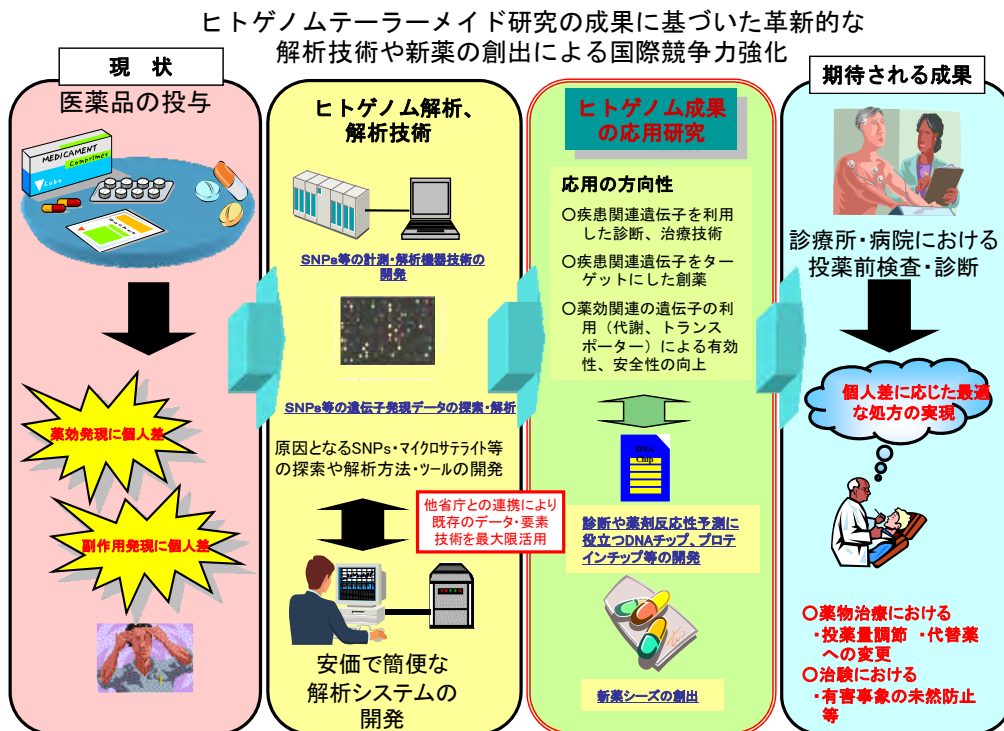 ヒトゲノムテーラーメイド研究の成果に基づいた革新的な
解析技術や新薬の創出による国際競争力強化
現 状
医薬品の投与
MEDICAMENT
Comprimes
Labo
薬効発現に個人差
副作用発現に個人差
ヒトゲノム解析、
解析技術
SNPs等の計測・解析機器技術の
開発
SNPs等の遺伝子発現データの探索・解析
原因となるSNPs・マイクロサテライト等
の探索や解析方法・ツールの開発
他省庁との連携により
既存のデータ・要素
技術を最大限活用
安価で簡便な
解析システムの
開発
ヒトゲノム成果
の応用研究
応用の方向性
○疾患関連遺伝子を利用
した診断、治療技術
○疾患関連遺伝子をター
ゲットにした創薬
○薬効関連の遺伝子の利
用（代謝、トランス
ポーター）による有効
性、安全性の向上
DNA
Chip
診断や薬剤反応性予測に
役立つDNAチップ、プロテ
インチップ等の開発
新薬シーズの創出
期待される成果
診療所・病院における
投薬前検査・診断
個人差に応じた最適
な処方の実現
○薬物治療における
・投薬量調節 ・代替薬
への変更
○治験における
・有害事象の未然防止
等